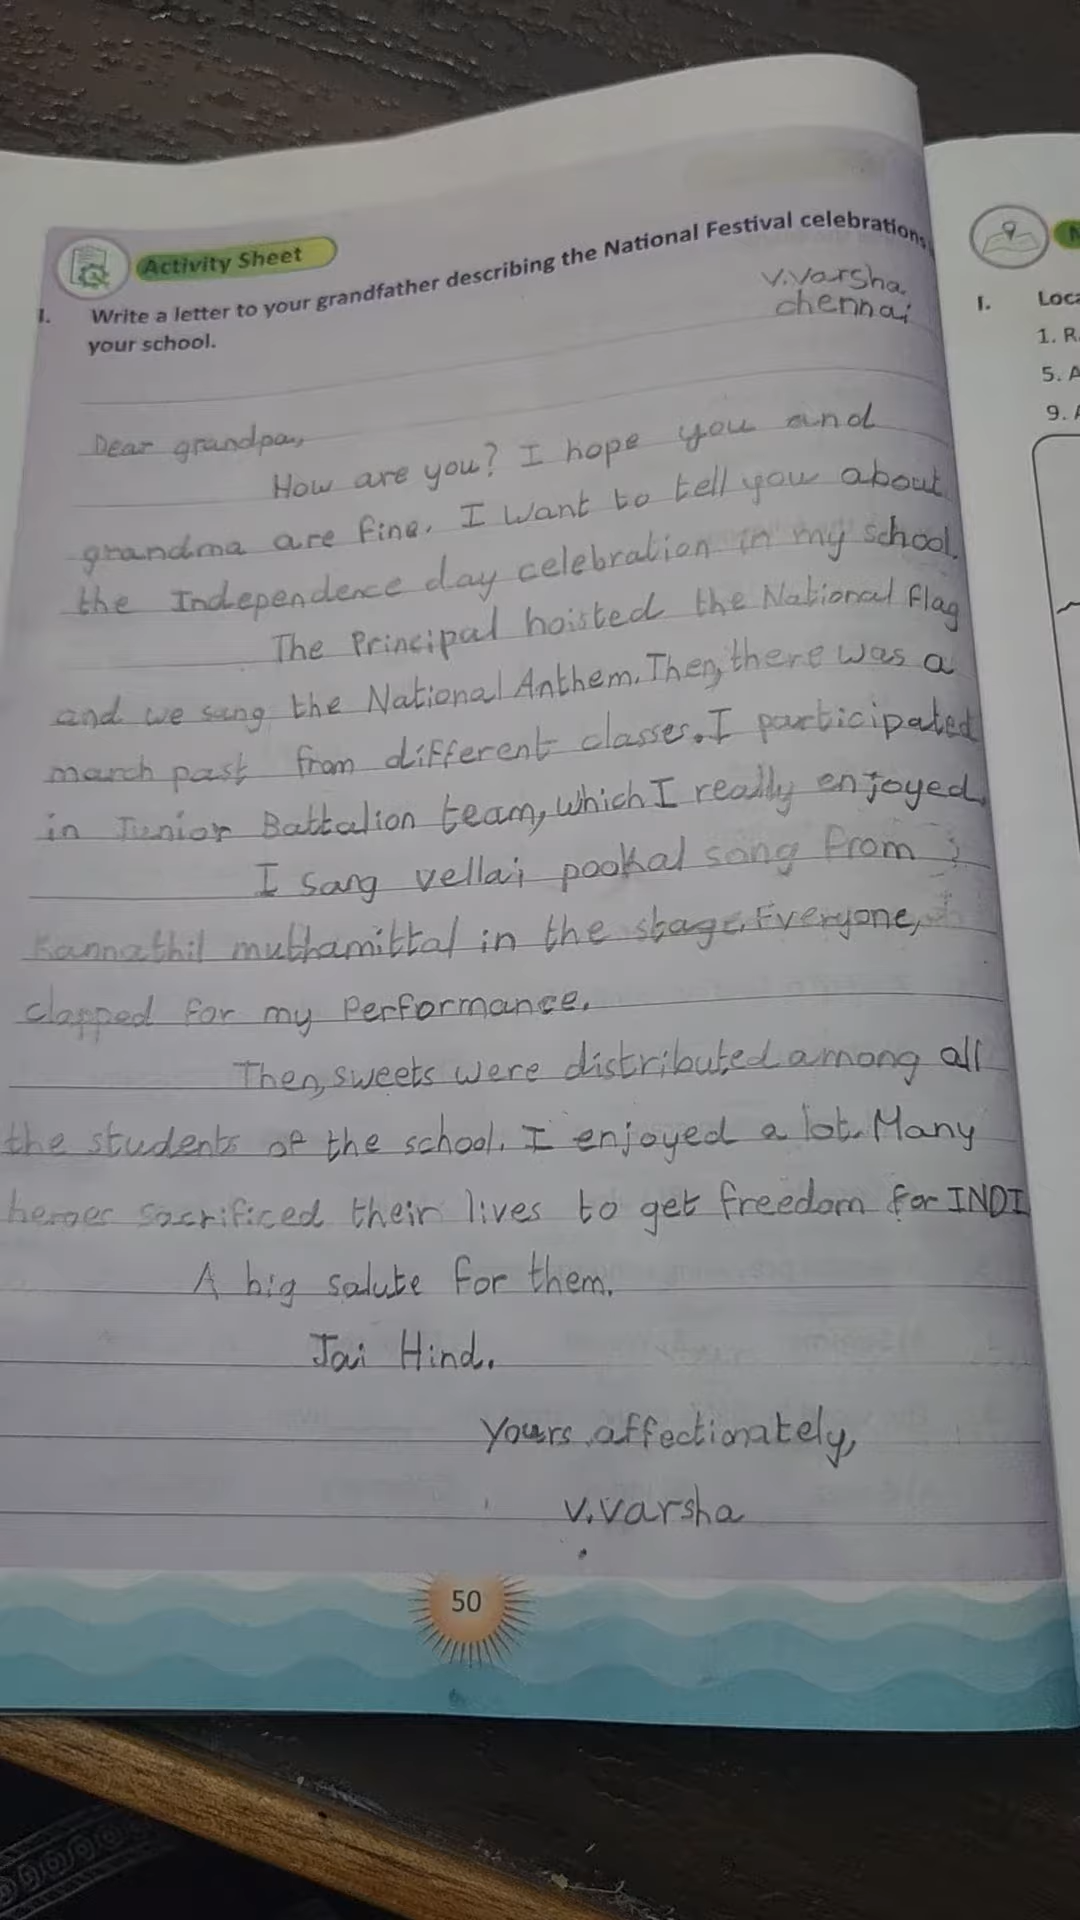 Activity Sheet
I. Write a letter to your grandfather describing the National Festival celebrations
your school.
V.Varsha,
chennai
Dear grandpa,
How are you? I hope you and
grandma are fine. I want to tell you about
the Independence day celebration in my school.
The Principal hoisted the National flag
and we sang the National Anthem. Then, there was a
march past from different classes. I participated
in Junior Battalion team, which I really enjoyed.
I sang vellai pookal song from
Kannathil muthamittal in the stage. Everyone,
clapped for my Performance.
Then, sweets were distributed among all
the students of the school. I enjoyed a lot. Many
heroes sacrificed their lives to get freedom for INDI
A big salute for them.
Jai Hind.
Yours affectionately,
V.Varsha
50
I. Loca
1. R
5. A
9. A